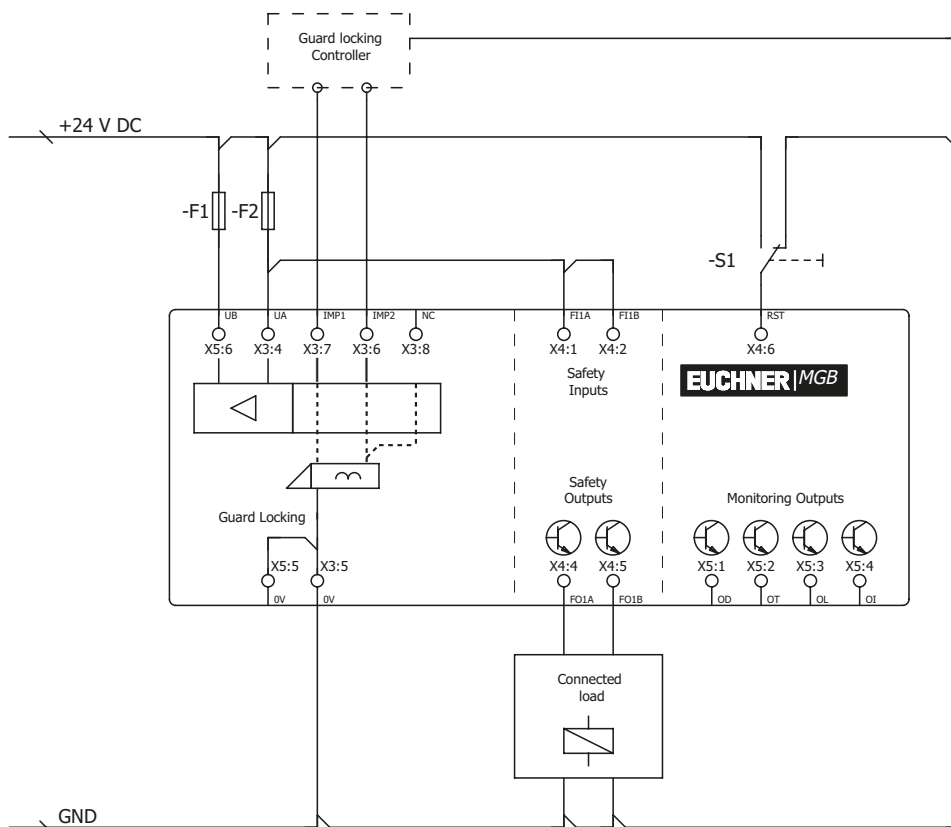 Guard locking
Controller
+24 V DC
-F1
-F2
-S1
UB
UA
IMP1
IMP2
NC
FI1A
FI1B
RST
X5:6
X3:4
X3:7
X3:6
X3:8
X4:1
X4:2
X4:6
Safety
Inputs
EUCHNER MGB
Safety
Outputs
Monitoring Outputs
Guard Locking
X5:5
X3:5
X4:4
X4:5
X5:1
X5:2
X5:3
X5:4
0V
0V
FO1A
FO1B
OD
OT
OL
OI
Connected
load
GND